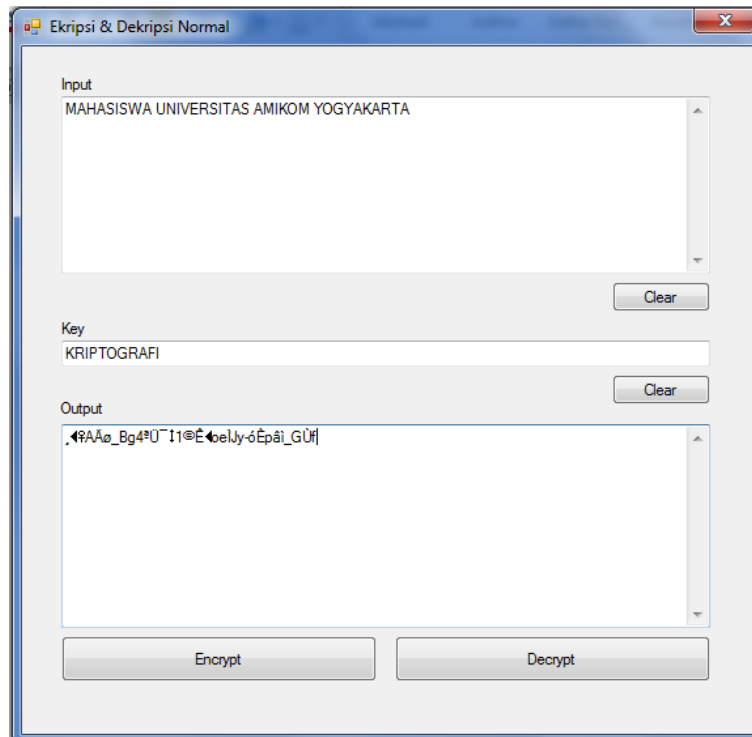 Ekripsi & Dekripsi Normal
Input
MAHASISWA UNIVERSITAS AMIKOM YOGYAKARTA
Clear
Key
KRIPTOGRAFI
Clear
Output
Encrypt
Decrypt